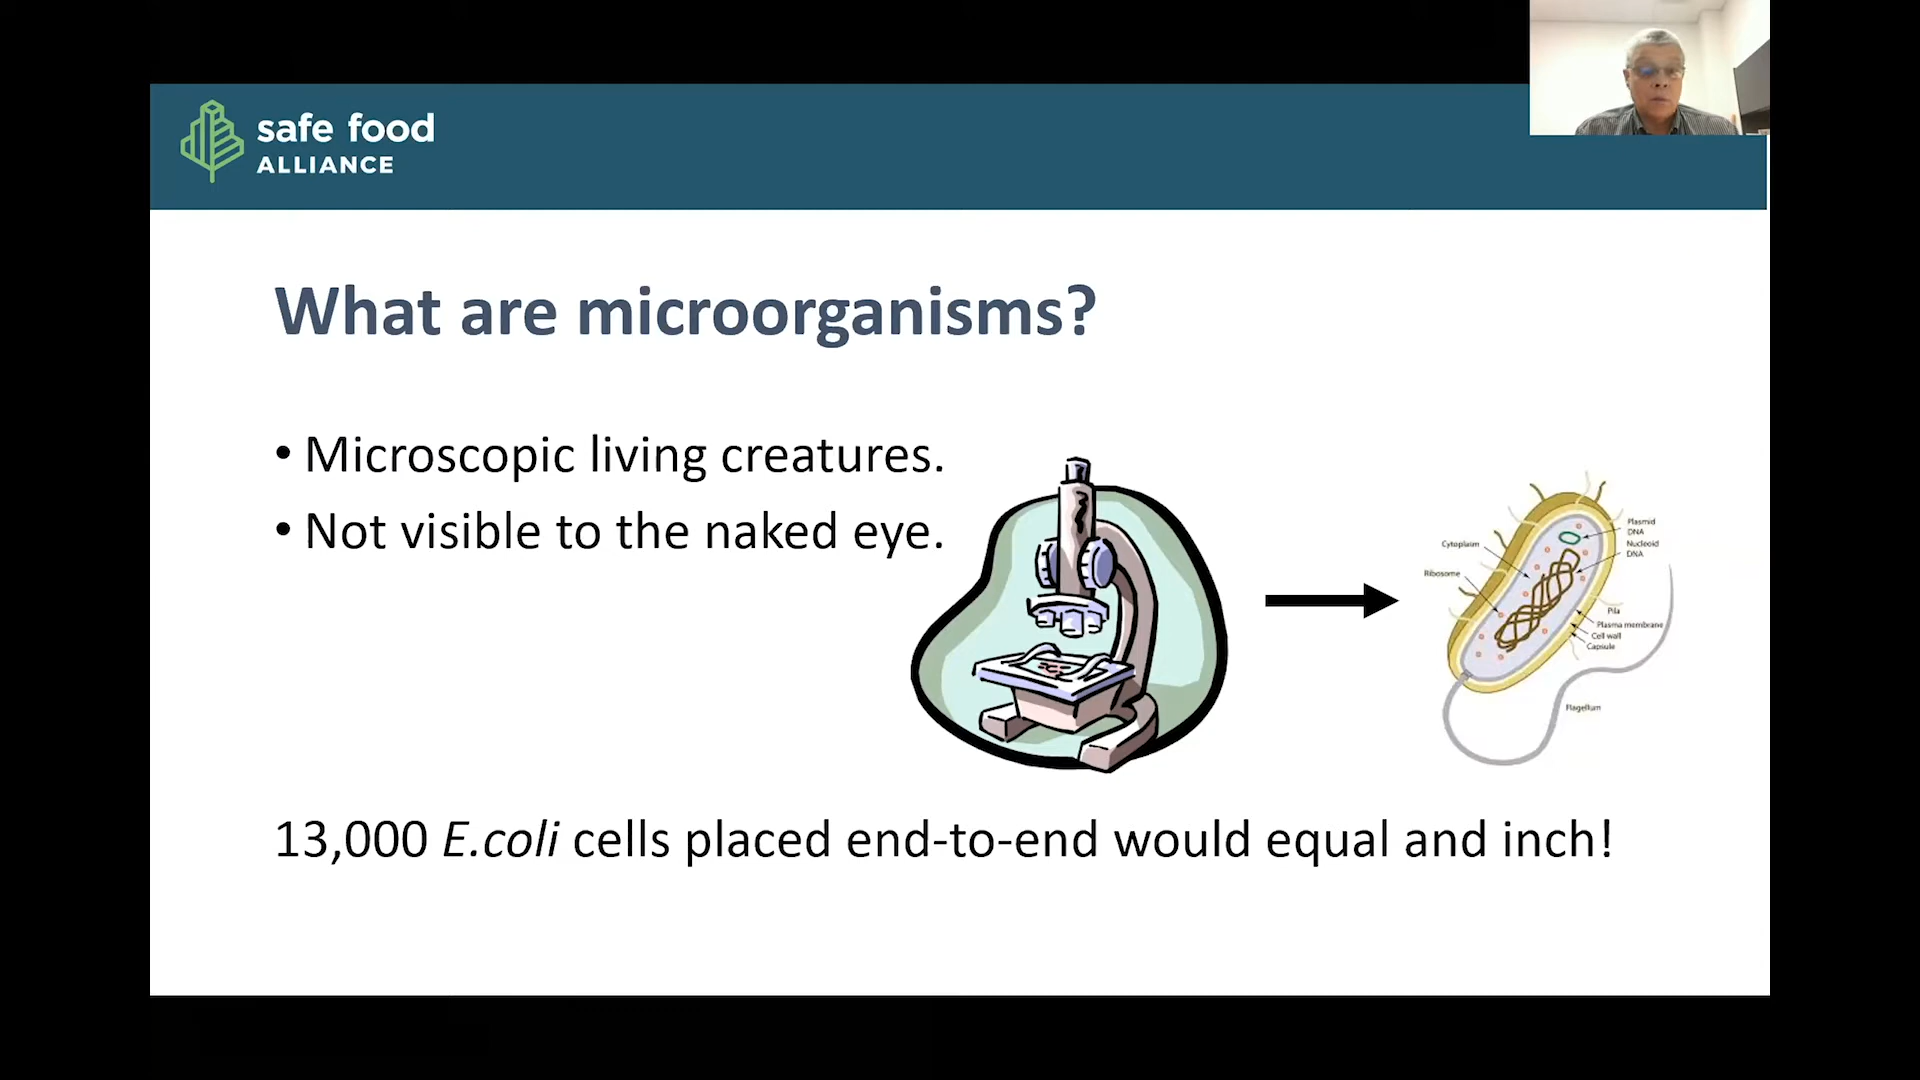 safe food
ALLIANCE
What are microorganisms?
• Microscopic living creatures.
• Not visible to the naked eye.
Plasmid
DNA
Nucleoid
DNA
Cytoplasm
Ribosome
Pila
Plasma membrane
Cell wall
Capsule
Flagellum
13,000 E.coli cells placed end-to-end would equal and inch!